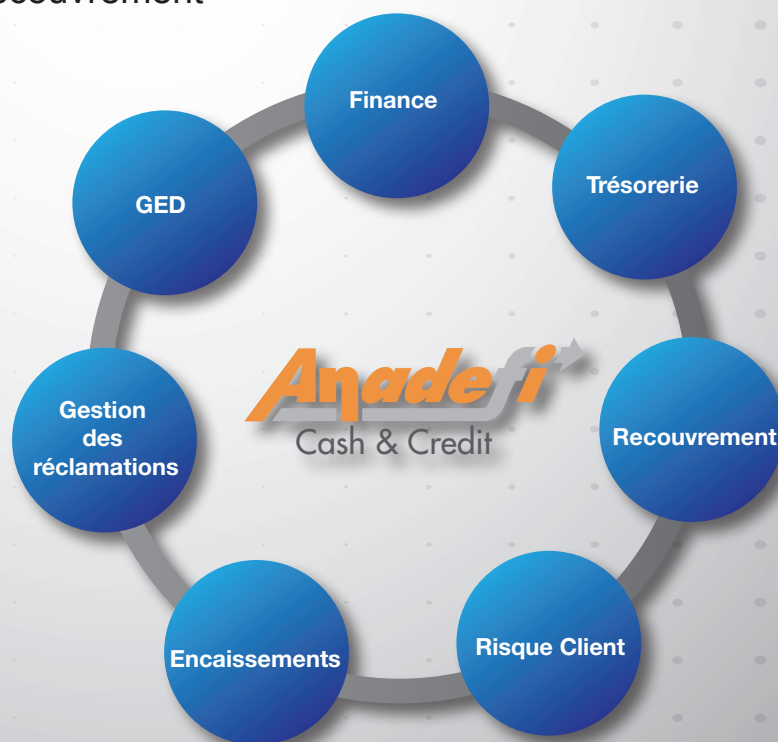 Finance
Trésorerie
GED
Anadefi
Cash & Credit
Gestion
des
réclamations
Recouvrement
Risque Client
Encaissements